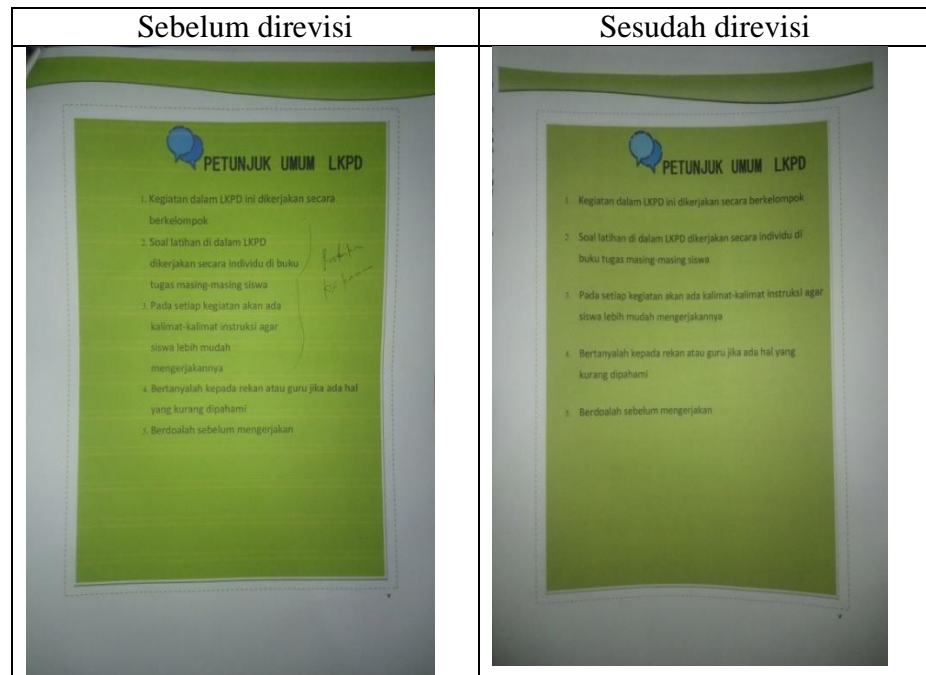 Sebelum direvisi
Sesudah direvisi
PETUNJUK UMUM LKPD
1. Kegiatan dalam LKPD ini dikerjakan secara
berkelompok
2. Soal latihan di dalam LKPD
dikerjakan secara individu di buku
tugas masing-masing siswa
3. Pada setiap kegiatan akan ada
kalimat-kalimat instruksi agar
siswa lebih mudah
mengerjakannya
4. Bertanyalah kepada rekan atau guru jika ada hal
yang kurang dipahami
5. Berdoalah sebelum mengerjakan
v
PETUNJUK UMUM LKPD
1. Kegiatan dalam LKPD ini dikerjakan secara berkelompok
2. Soal latihan di dalam LKPD dikerjakan secara individu di
buku tugas masing-masing siswa
3. Pada setiap kegiatan akan ada kalimat-kalimat instruksi agar
siswa lebih mudah mengerjakannya
4. Bertanyalah kepada rekan atau guru jika ada hal yang
kurang dipahami
5. Berdoalah sebelum mengerjakan
v